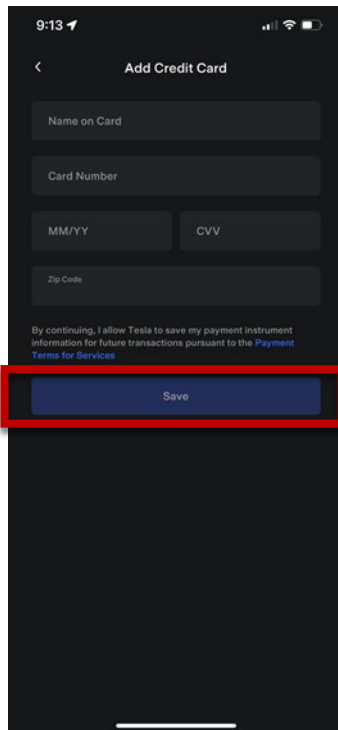 9:13
Add Credit Card
Name on Card
Card Number
MM/YY
CVV
Zip Code
By continuing, I allow Tesla to save my payment instrument
information for future transactions pursuant to the Payment
Terms for Services
Save